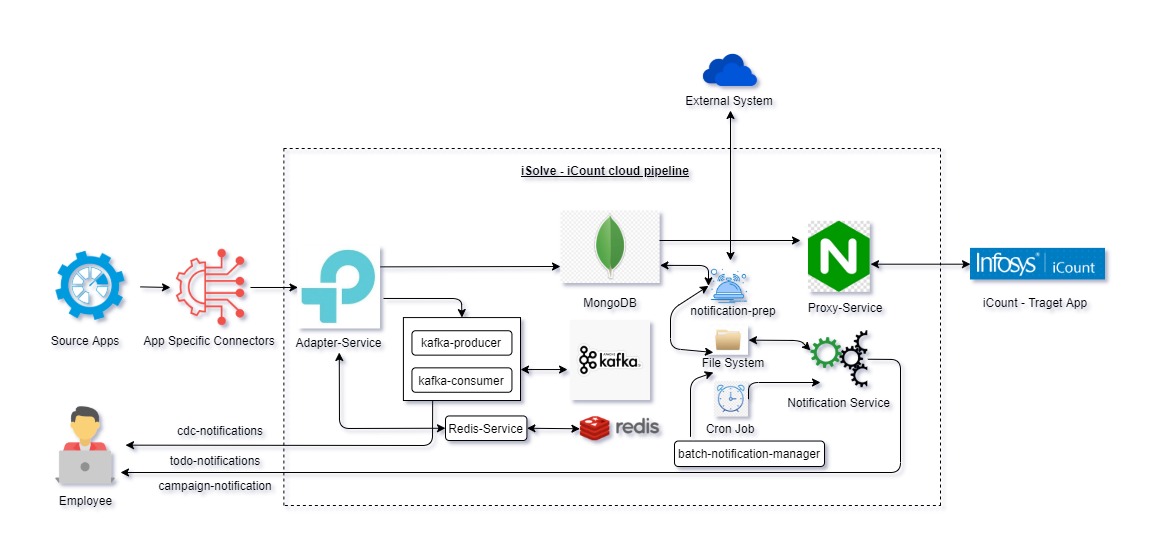 External System
iSolve - iCount cloud pipeline
Infosys® | iCount
MongoDB
notification-prep
Proxy-Service
iCount - Traget App
Source Apps
App Specific Connectors
Adapter-Service
kafka-producer
kafka-consumer
APACHE
kafka®
File System
Notification Service
Cron Job
Redis-Service
redis
batch-notification-manager
cdc-notifications
todo-notifications
campaign-notification
Employee